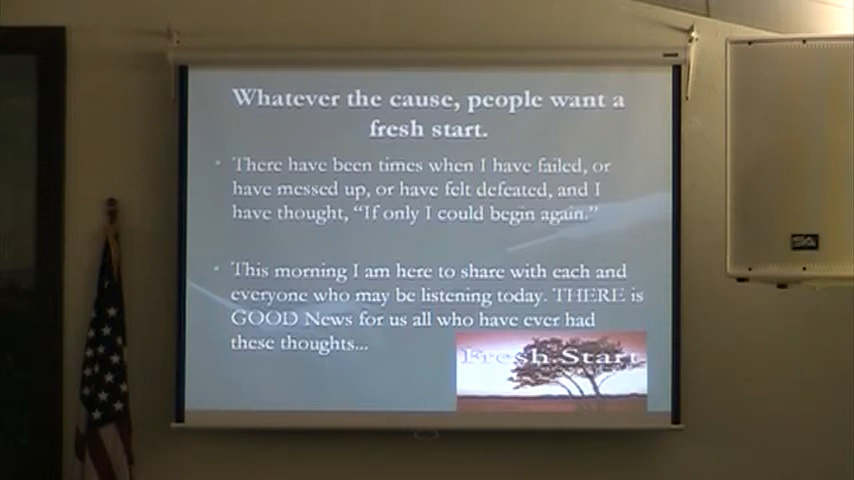 Whatever the cause, people want a
fresh start.
There have been times when I have failed, or
have messed up, or have felt defeated, and I
have thought, “If only I could begin again.”
This morning I am here to share with each and
everyone who may be listening today. THERE is
GOOD News for us all who have ever had
these thoughts...
Fresh Start